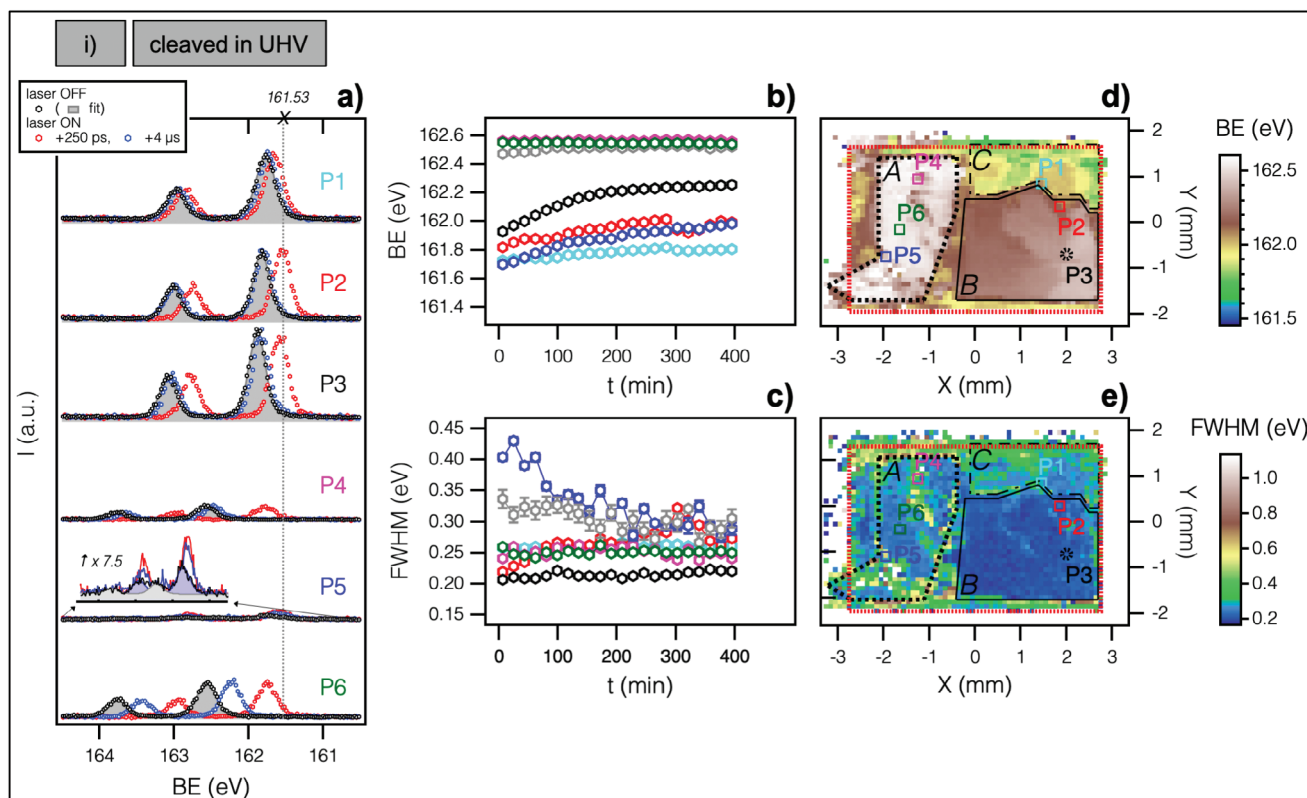 i) cleaved in UHV
a)
laser OFF
( fit)
laser ON
+250 ps, +4 µs
161.53
X
P1
P2
P3
P4
↑ x 7.5
P5
P6
I (a.u.)
164 163 162 161
BE (eV)
b)
BE (eV)
162.6
162.4
162.2
162.0
161.8
161.6
161.4
0 100 200 300 400
t (min)
c)
FWHM (eV)
0.45
0.40
0.35
0.30
0.25
0.20
0.15
0 100 200 300 400
t (min)
d)
A
P4
C
P1
P6
P2
P5
P3
B
2
1
0
-1
-2
Y (mm)
-3 -2 -1 0 1 2 3
X (mm)
BE (eV)
162.5
162.0
161.5
e)
A
P4
C
P1
P6
P2
P5
P3
B
2
1
0
-1
-2
Y (mm)
-3 -2 -1 0 1 2 3
X (mm)
FWHM (eV)
1.0
0.8
0.6
0.4
0.2